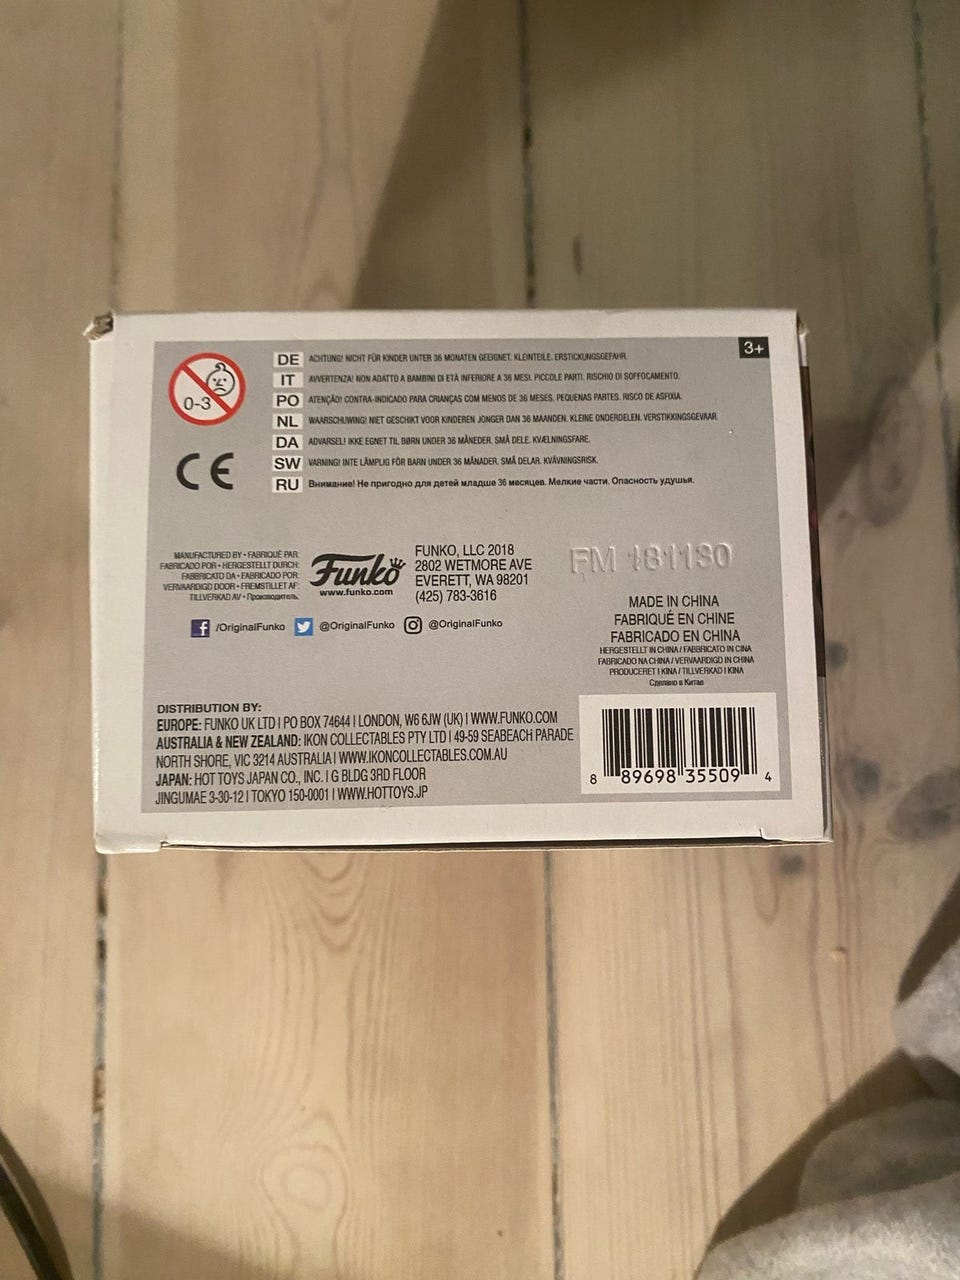 3+
0-3
DE ACHTUNG! NICHT FÜR KINDER UNTER 36 MONATEN GEEIGNET. KLEINTEILE. ERSTICKUNGSGEFAHR.
IT AVVERTENZA! NON ADATTO A BAMBINI DI ETÀ INFERIORE A 36 MESI. PICCOLE PARTI. RISCHIO DI SOFFOCAMENTO.
PO ATENÇÃO! CONTRA-INDICADO PARA CRIANÇAS COM MENOS DE 36 MESES, PEQUENAS PARTES. RISCO DE ASFIXIA.
NL WAARSCHUWING! NIET GESCHIKT VOOR KINDEREN JONGER DAN 36 MAANDEN. KLEINE ONDERDELEN. VERSTIKKINGSGEVAAR.
DA ADVARSEL! IKKE EGNET TIL BØRN UNDER 36 MÅNEDER. SMÅ DELE. KVÆLNINGSFARE.
SW VARNING! INTE LÄMPLIG FÖR BARN UNDER 36 MÅNADER. SMÅ DELAR. KVÄVNINGSRISK.
RU Внимание! Не пригодно для детей младше 36 месяцев. Мелкие части. Опасность удушья.
CE
MANUFACTURED BY • FABRIQUÉ PAR:
FABRICADO POR • HERGESTELLT DURCH:
FABBRICATO DA • FABRICADO POR:
VERVAARDIGD DOOR • FREMSTILLET AF:
TILLVERKAD AV • Производитель:
Funko
www.funko.com
FUNKO, LLC 2018
2802 WETMORE AVE
EVERETT, WA 98201
(425) 783-3616
/OriginalFunko @OriginalFunko @OriginalFunko
FM 181130
MADE IN CHINA
FABRIQUÉ EN CHINE
FABRICADO EN CHINA
HERGESTELLT IN CHINA / FABBRICATO IN CINA
FABRICADO NA CHINA / VERVAARDIGD IN CHINA
PRODUCERET I KINA / TILLVERKAD I KINA
Сделано в Китае
DISTRIBUTION BY:
EUROPE: FUNKO UK LTD | PO BOX 74644 | LONDON, W6 6JW (UK) | WWW.FUNKO.COM
AUSTRALIA & NEW ZEALAND: IKON COLLECTABLES PTY LTD | 49-59 SEABEACH PARADE
NORTH SHORE, VIC 3214 AUSTRALIA | WWW.IKONCOLLECTABLES.COM.AU
JAPAN: HOT TOYS JAPAN CO., INC. | G BLDG 3RD FLOOR
JINGUMAE 3-30-12 | TOKYO 150-0001 | WWW.HOTTOYS.JP
8 89698 35509 4